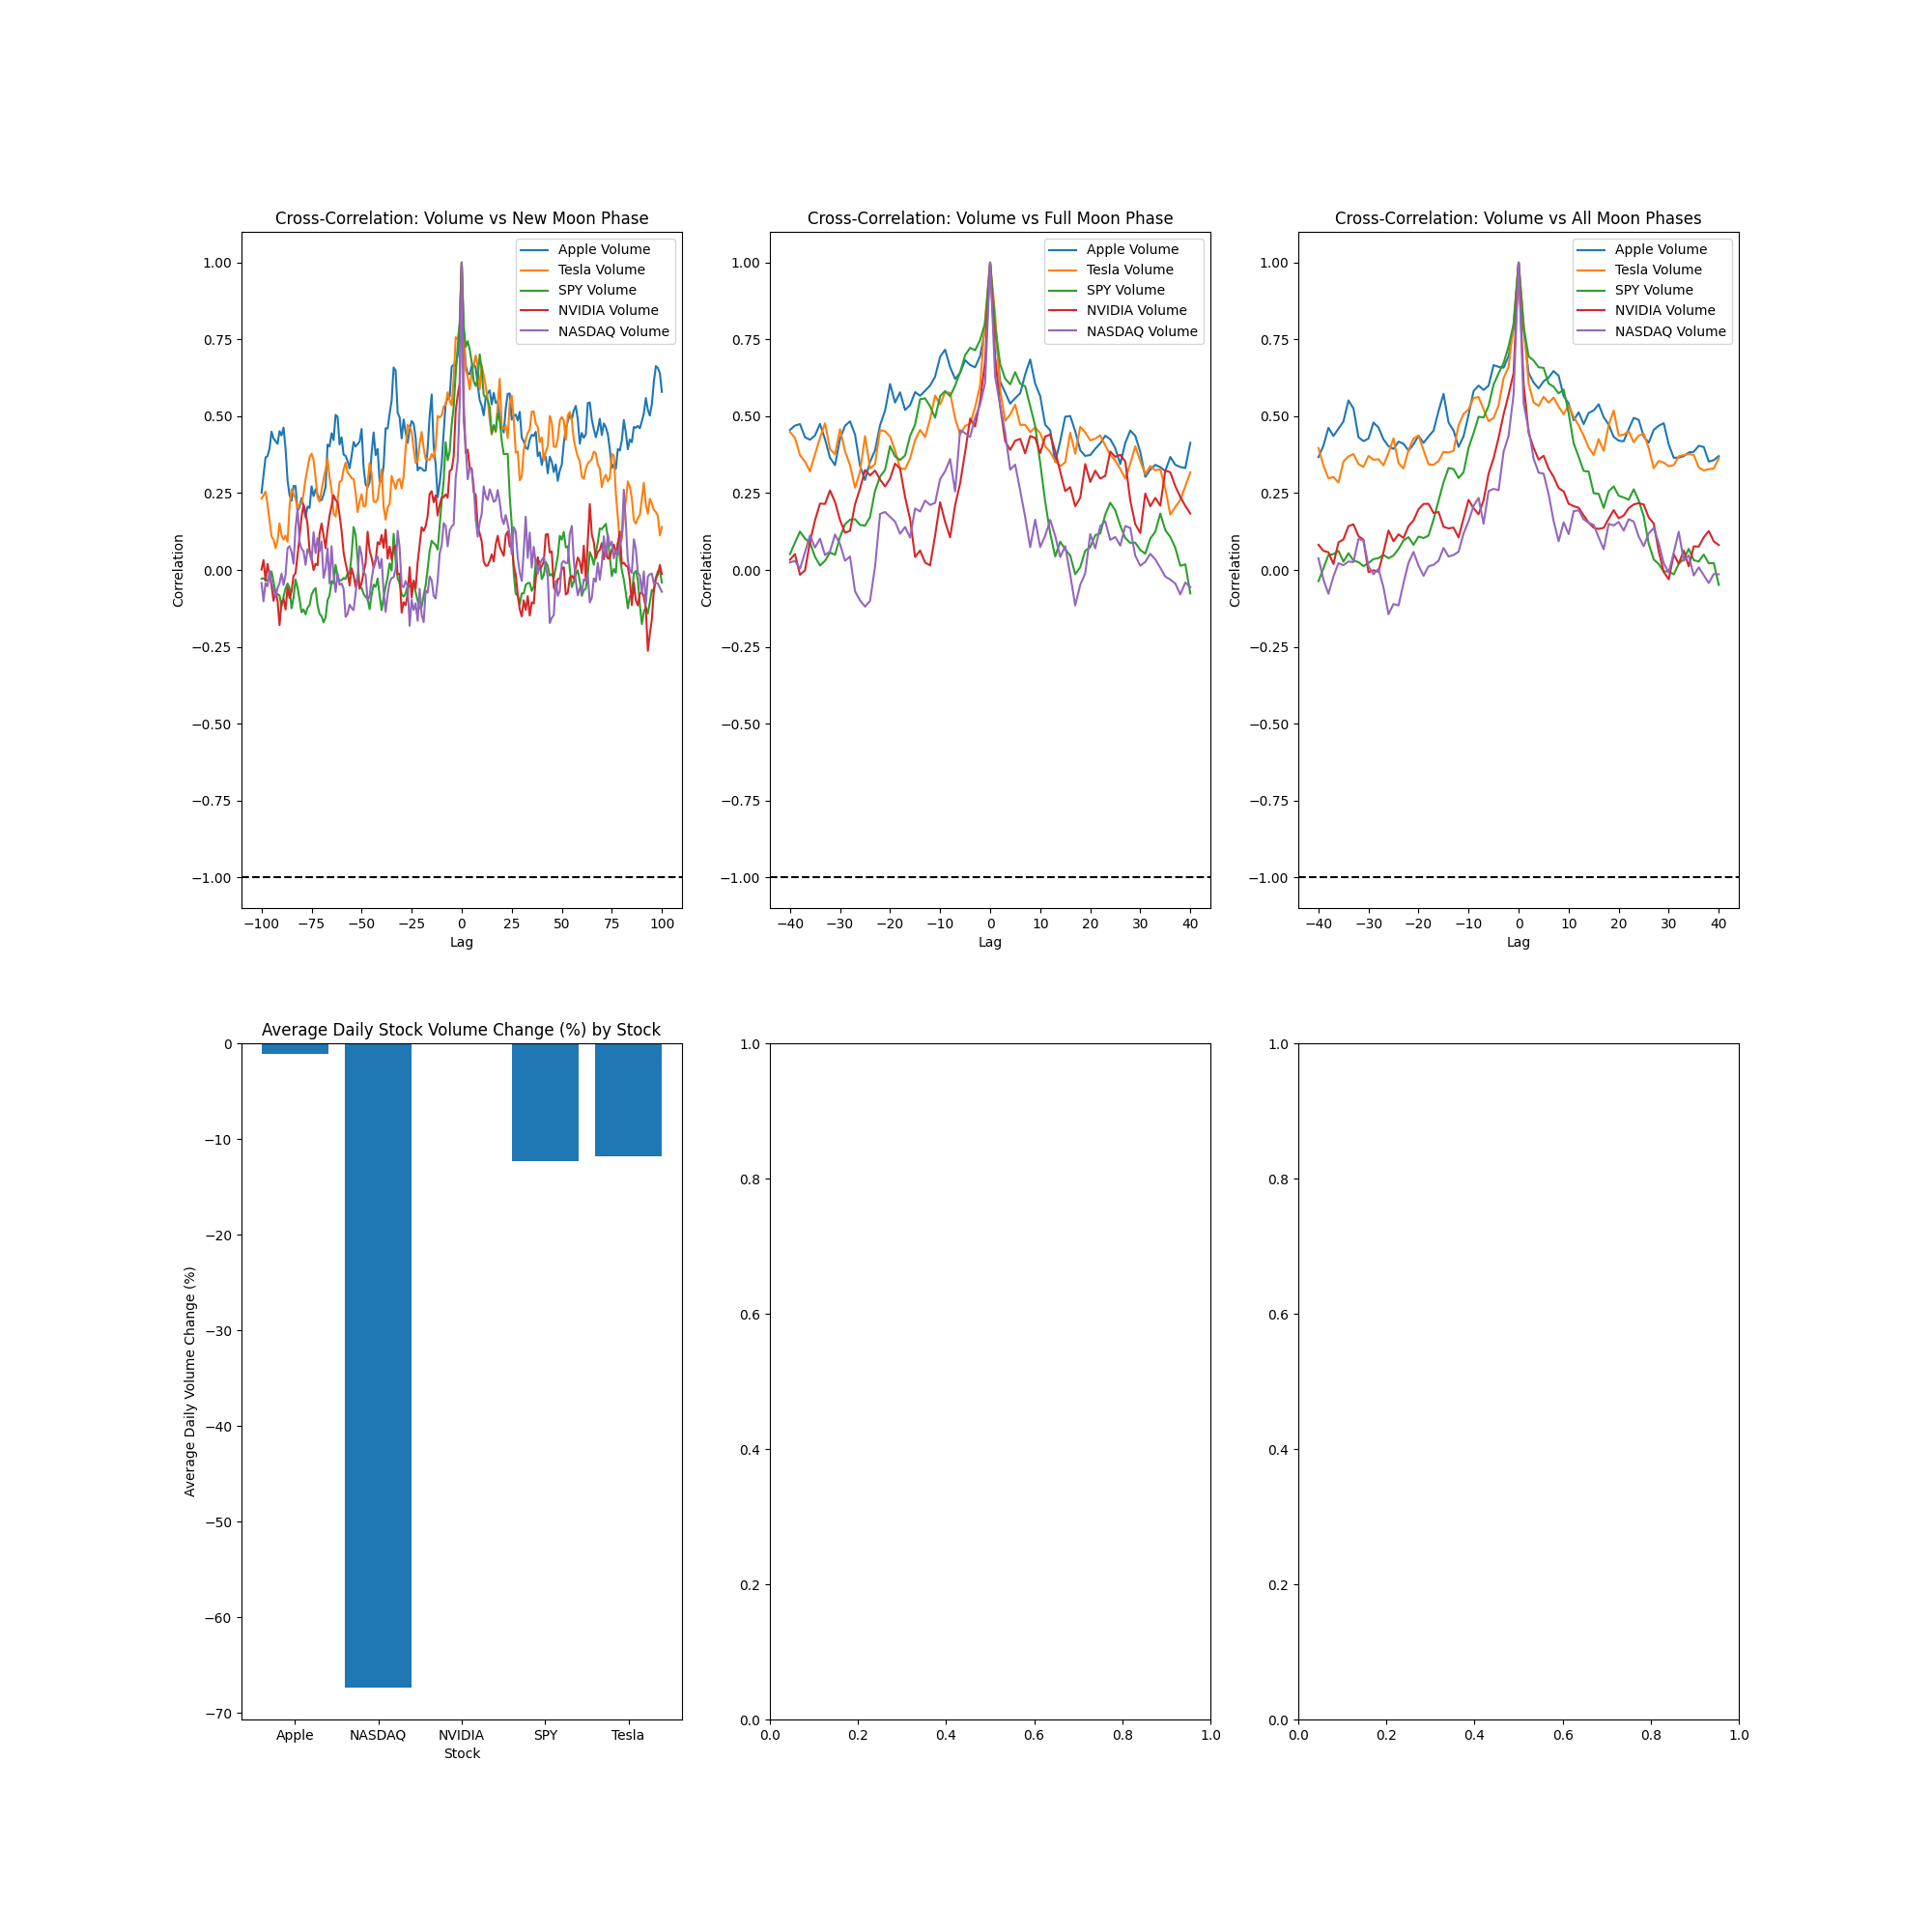 Cross-Correlation: Volume vs New Moon Phase
Correlation
1.00
0.75
0.50
0.25
0.00
−0.25
−0.50
−0.75
−1.00
Apple Volume
Tesla Volume
SPY Volume
NVIDIA Volume
NASDAQ Volume
−100 −75 −50 −25 0 25 50 75 100
Lag
Cross-Correlation: Volume vs Full Moon Phase
Correlation
1.00
0.75
0.50
0.25
0.00
−0.25
−0.50
−0.75
−1.00
Apple Volume
Tesla Volume
SPY Volume
NVIDIA Volume
NASDAQ Volume
−40 −30 −20 −10 0 10 20 30 40
Lag
Cross-Correlation: Volume vs All Moon Phases
Correlation
1.00
0.75
0.50
0.25
0.00
−0.25
−0.50
−0.75
−1.00
Apple Volume
Tesla Volume
SPY Volume
NVIDIA Volume
NASDAQ Volume
−40 −30 −20 −10 0 10 20 30 40
Lag
Average Daily Stock Volume Change (%) by Stock
Average Daily Volume Change (%)
0
−10
−20
−30
−40
−50
−60
−70
Apple NASDAQ NVIDIA SPY Tesla
Stock
1.0
0.8
0.6
0.4
0.2
0.0
0.0 0.2 0.4 0.6 0.8 1.0
1.0
0.8
0.6
0.4
0.2
0.0
0.0 0.2 0.4 0.6 0.8 1.0